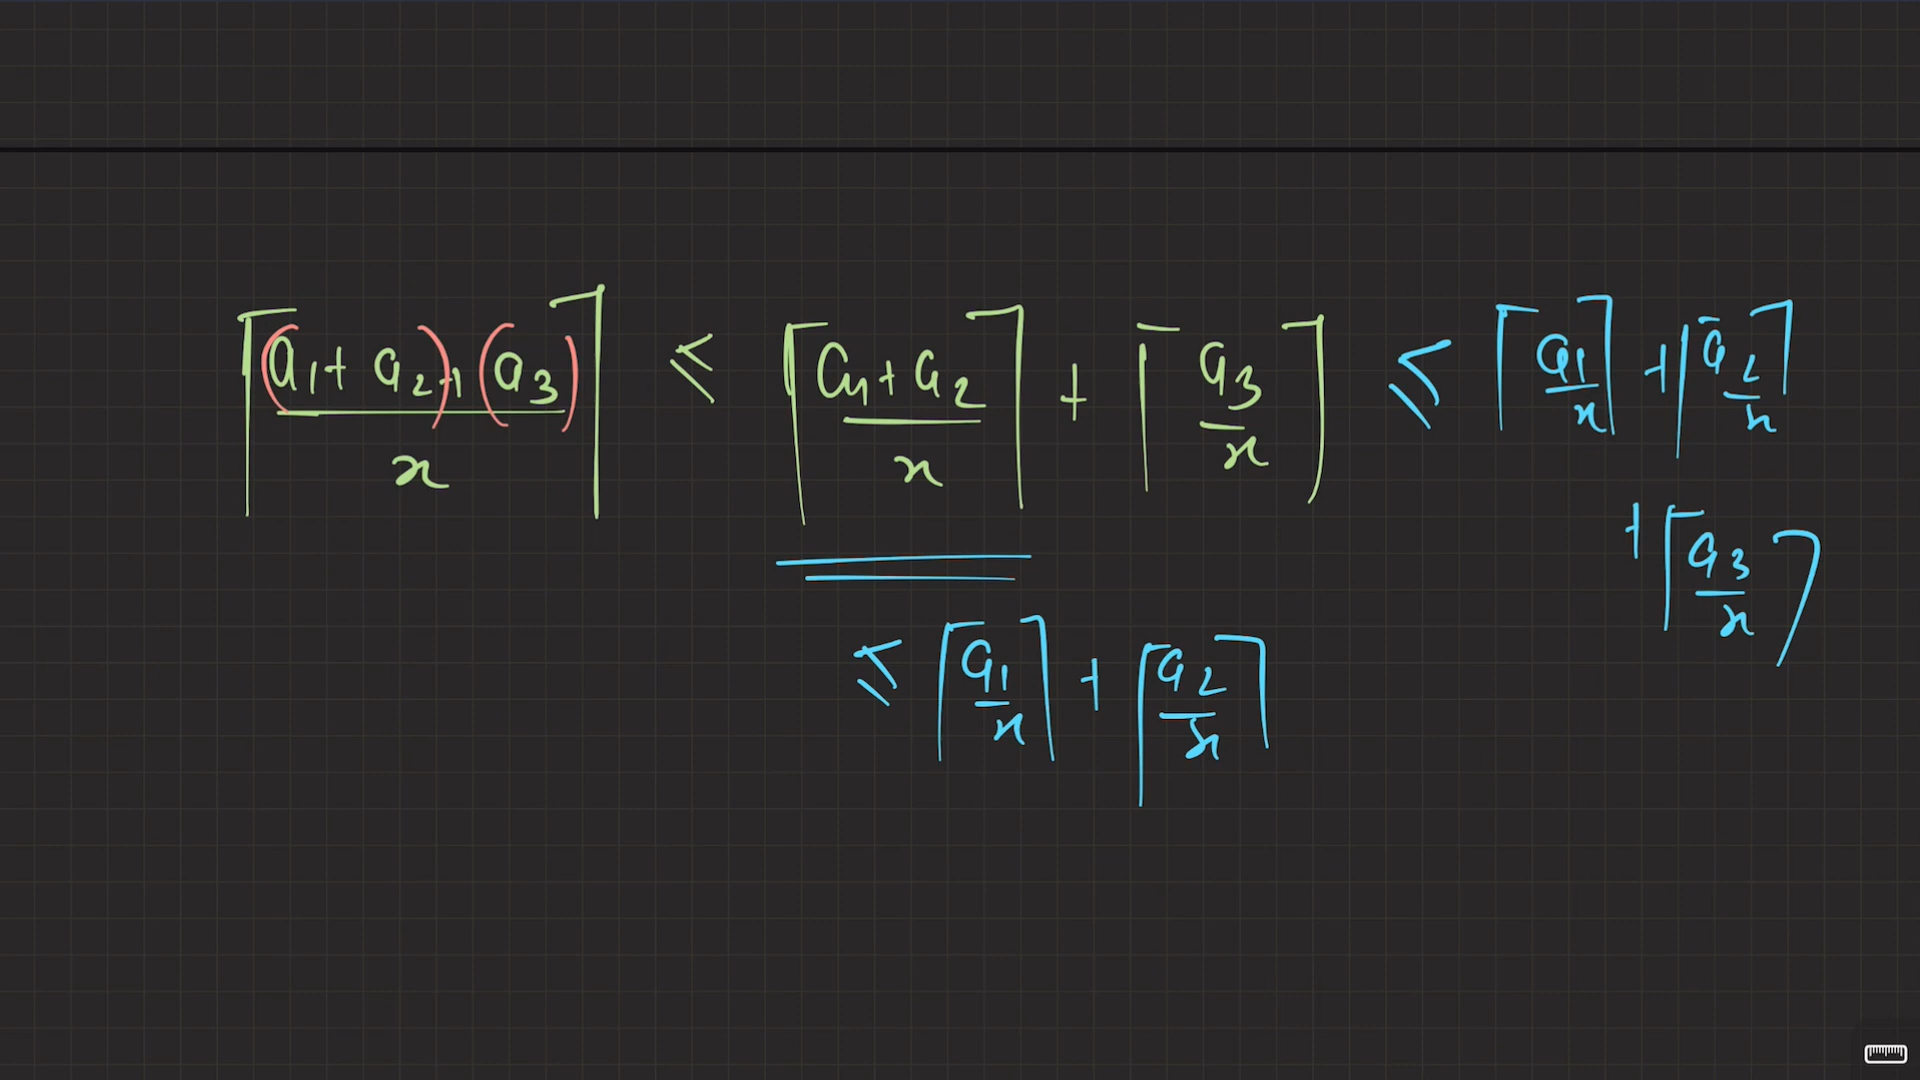 ⌈((a₁ + a₂) + (a₃))/x⌉ ≤ ⌈(a₁ + a₂)/x⌉ + ⌈a₃/x⌉ ≤ ⌈a₁/x⌉ + ⌈a₂/x⌉
+ ⌈a₃/x⌉
≤ ⌈a₁/x⌉ + ⌈a₂/x⌉